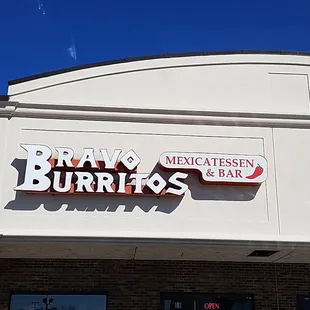 BRAVO
BURRITOS
MEXICATESSEN
& BAR
OPEN